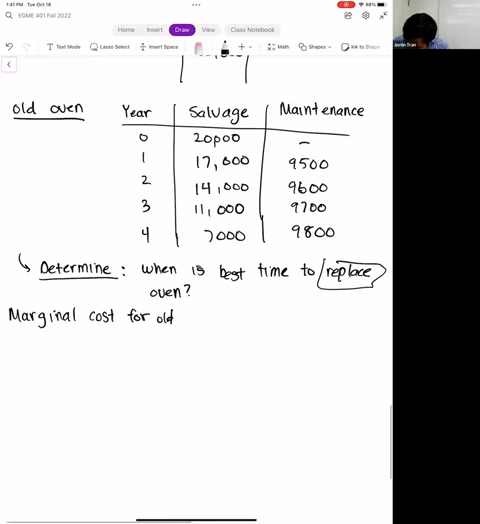 1:41 PM Tue Oct 18
68%
EGME 401 Fall 2022
Justin Tran
Home Insert Draw View Class Notebook
Text Mode Lasso Select Insert Space Math Shapes Ink to Shape
old oven Year Salvage Maintenance
0 20000 -
1 17,000 9500
2 14,000 9600
3 11,000 9700
4 7000 9800
Determine: when is best time to replace
oven?
Marginal cost for old